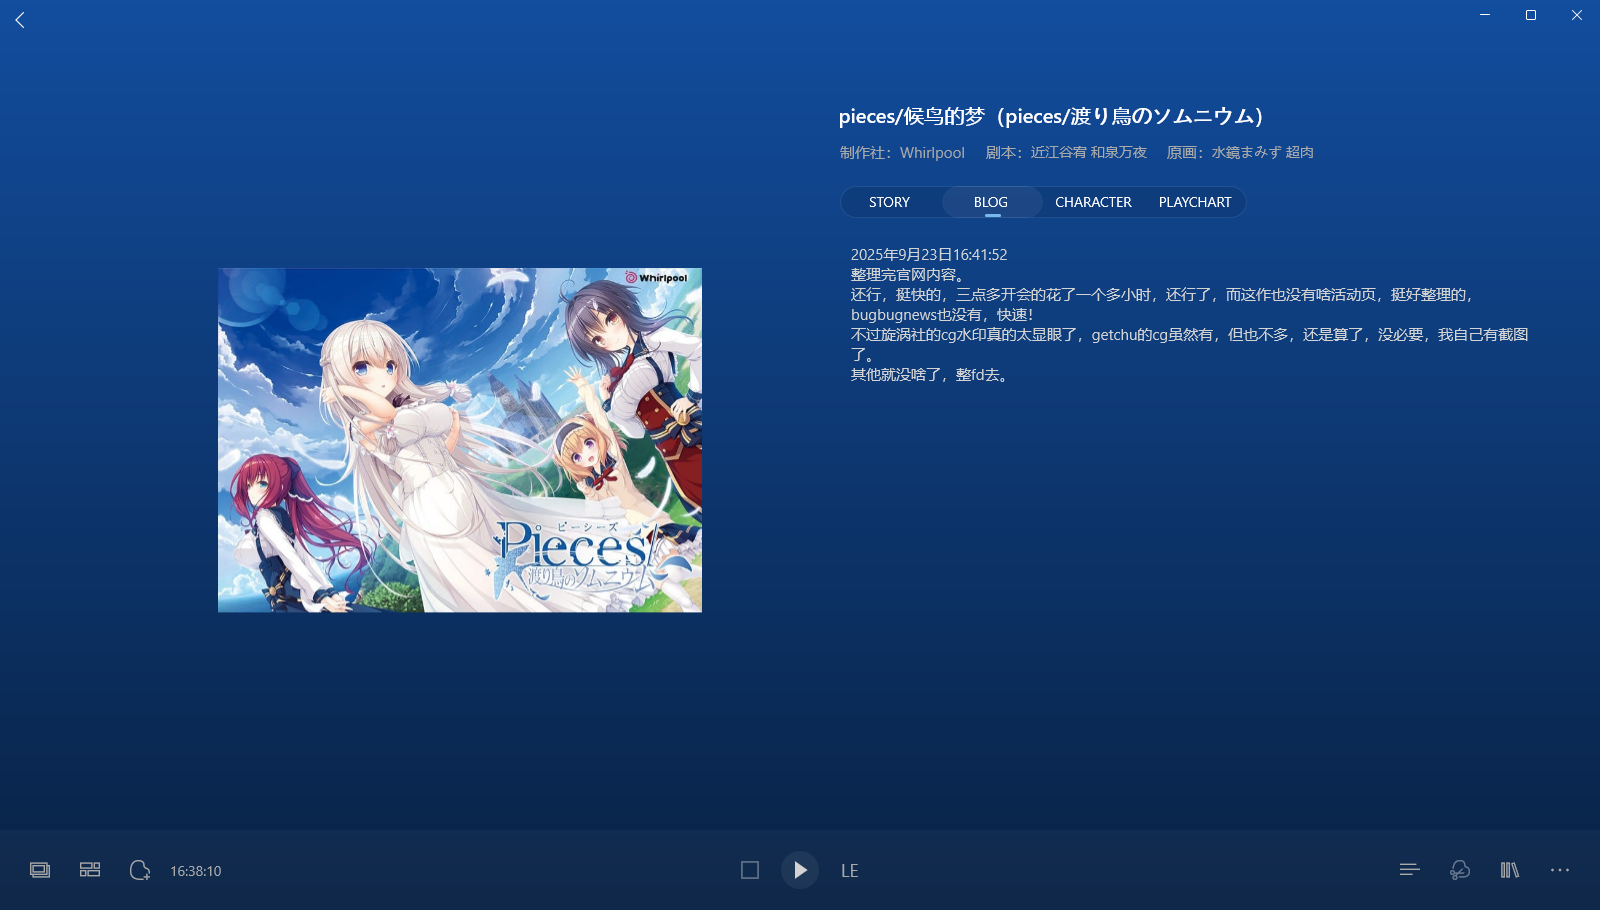 pieces/候鸟的梦（pieces/渡り鳥のソムニウム）
制作社：Whirlpool 剧本：近江谷宥 和泉万夜 原画：水鏡まみず 超肉
STORY BLOG CHARACTER PLAYCHART
2025年9月23日16:41:52
整理完官网内容。
还行，挺快的，三点多开会的花了一个多小时，还行了，而这作也没有啥活动页，挺好整理的，
bugbugnews也没有，快速！
不过旋涡社的cg水印真的太显眼了，getchu的cg虽然有，但也不多，还是算了，没必要，我自己有截图
了。
其他就没啥了，整fd去。
Whirlpool
ピーシーズ
Pieces/
渡り鳥のソムニウム
16:38:10
LE